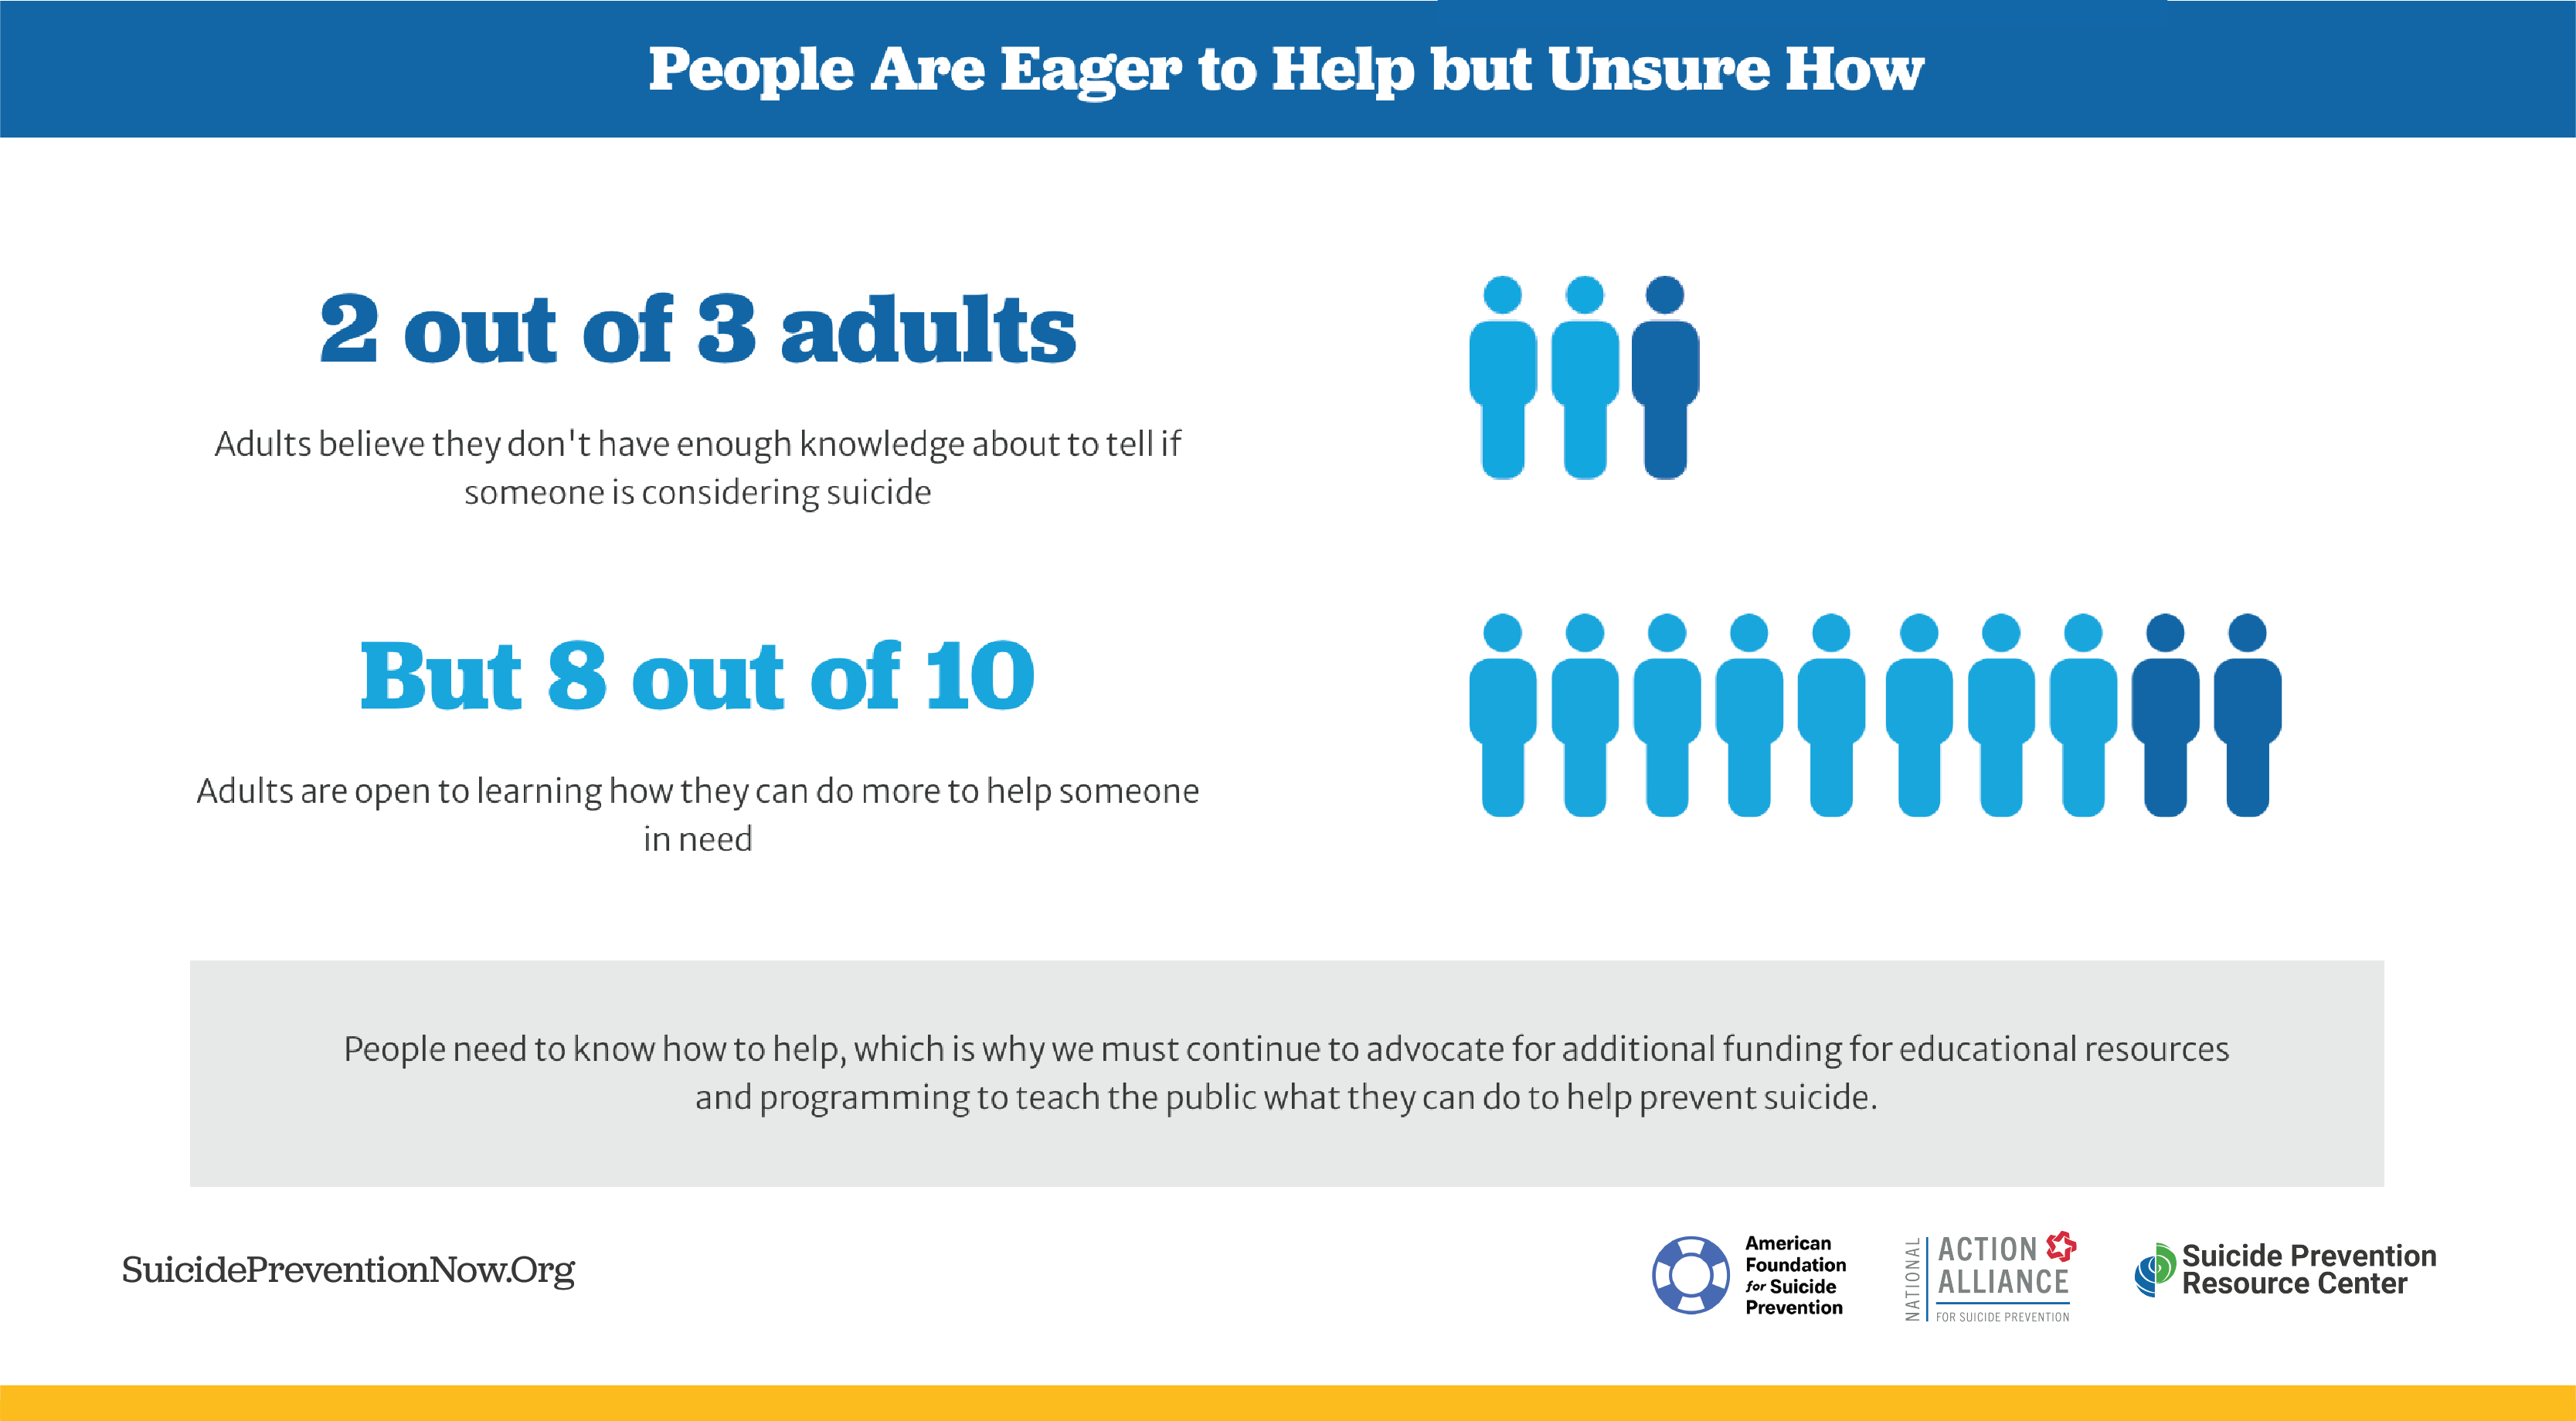 People Are Eager to Help but Unsure How
2 out of 3 adults
Adults believe they don't have enough knowledge about to tell if
someone is considering suicide
But 8 out of 10
Adults are open to learning how they can do more to help someone
in need
People need to know how to help, which is why we must continue to advocate for additional funding for educational resources
and programming to teach the public what they can do to help prevent suicide.
SuicidePreventionNow.Org
American
Foundation
for Suicide
Prevention
NATIONAL
ACTION
ALLIANCE
FOR SUICIDE PREVENTION
Suicide Prevention
Resource Center